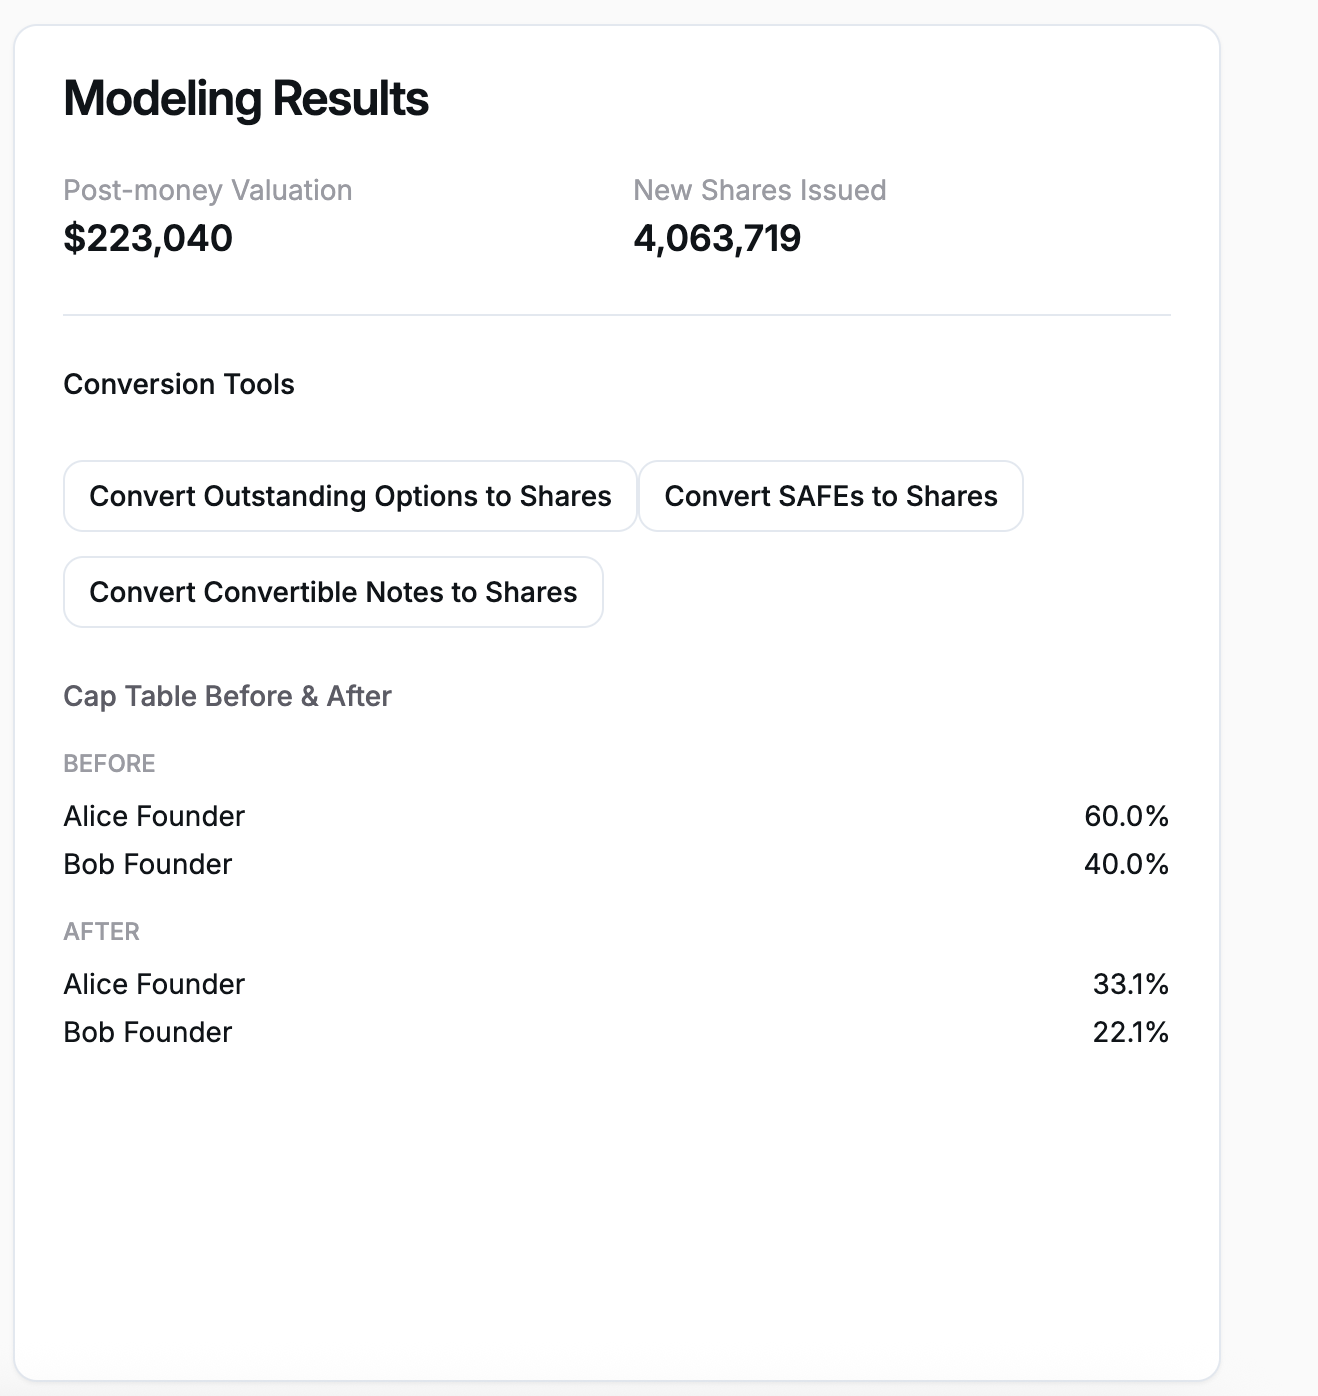 Modeling Results
Post-money Valuation
$223,040
New Shares Issued
4,063,719
Conversion Tools
Convert Outstanding Options to Shares
Convert SAFEs to Shares
Convert Convertible Notes to Shares
Cap Table Before & After
BEFORE
Alice Founder 60.0%
Bob Founder 40.0%
AFTER
Alice Founder 33.1%
Bob Founder 22.1%